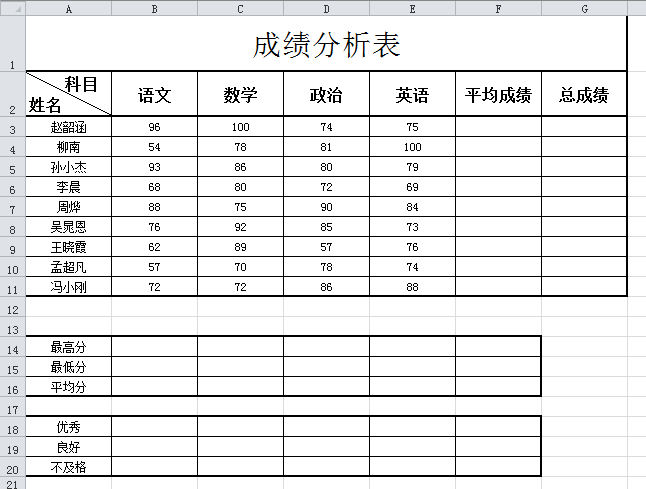 A B C D E F G
1 成绩分析表
2 科目 姓名 语文 数学 政治 英语 平均成绩 总成绩
3 赵韶涵 96 100 74 75
4 柳南 54 78 81 100
5 孙小杰 93 86 80 79
6 李晨 68 80 72 69
7 周烨 88 75 90 84
8 吴晁恩 76 92 85 73
9 王晓霞 62 89 57 76
10 孟超凡 57 70 78 74
11 冯小刚 72 72 86 88
12
13
14 最高分
15 最低分
16 平均分
17
18 优秀
19 良好
20 不及格
21